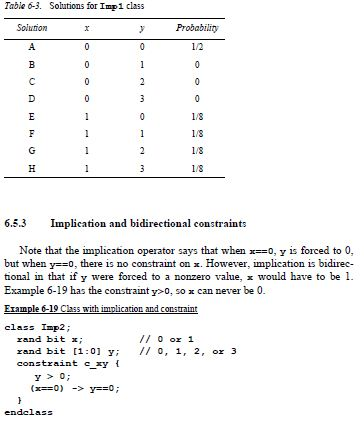 Table 6-3. Solutions for Imp1 class
Solution x y Probability
A 0 0 1/2
B 0 1 0
C 0 2 0
D 0 3 0
E 1 0 1/8
F 1 1 1/8
G 1 2 1/8
H 1 3 1/8
6.5.3 Implication and bidirectional constraints
Note that the implication operator says that when x==0, y is forced to 0,
but when y==0, there is no constraint on x. However, implication is bidirec-
tional in that if y were forced to a nonzero value, x would have to be 1.
Example 6-19 has the constraint y>0, so x can never be 0.
Example 6-19 Class with implication and constraint
class Imp2;
rand bit x; // 0 or 1
rand bit [1:0] y; // 0, 1, 2, or 3
constraint c_xy {
y > 0;
(x==0) -> y==0;
}
endclass